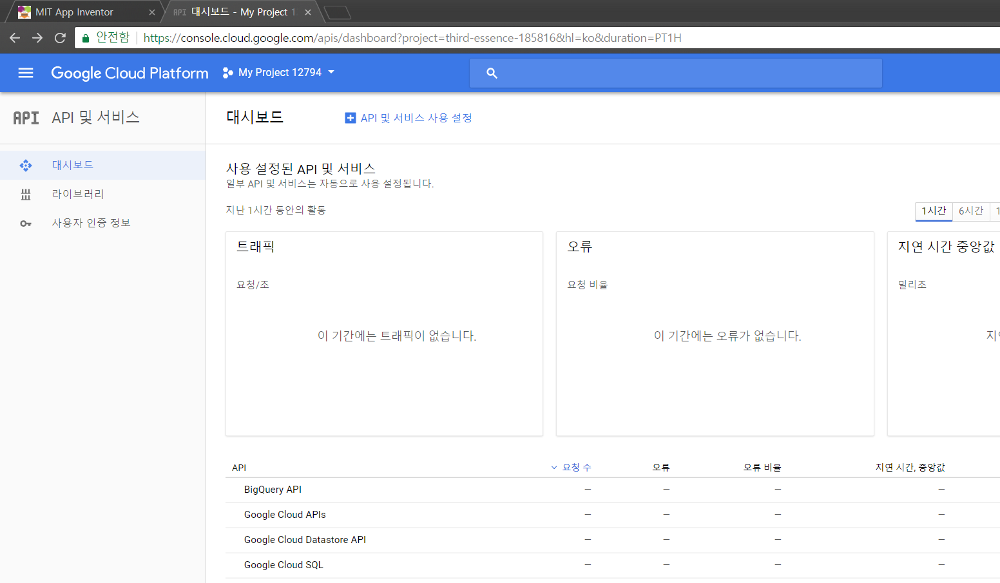 MIT App Inventor
API 대시보드 - My Project 1
안전함
https://console.cloud.google.com/apis/dashboard?project=third-essence-185816&hl=ko&duration=PT1H
Google Cloud Platform
My Project 12794
API API 및 서비스
대시보드
API 및 서비스 사용 설정
대시보드
라이브러리
사용자 인증 정보
사용 설정된 API 및 서비스
일부 API 및 서비스는 자동으로 사용 설정됩니다.
지난 1시간 동안의 활동
1시간 6시간 1
트래픽
요청/초
이 기간에는 트래픽이 없습니다.
오류
요청 비율
이 기간에는 오류가 없습니다.
지연 시간 중앙값
밀리초
API 요청 수 오류 오류 비율 지연 시간, 중앙값
BigQuery API — — — —
Google Cloud APIs — — — —
Google Cloud Datastore API — — — —
Google Cloud SQL — — — —